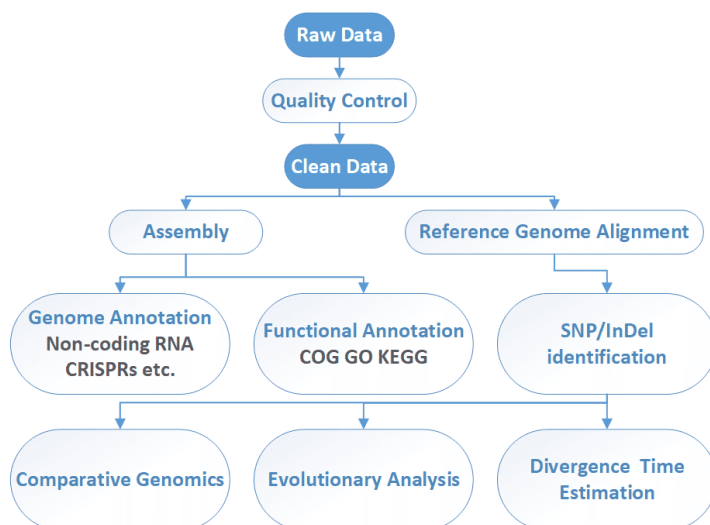 Raw Data
Quality Control
Clean Data
Assembly
Reference Genome Alignment
Genome Annotation
Non-coding RNA
CRISPRs etc.
Functional Annotation
COG GO KEGG
SNP/InDel
identification
Comparative Genomics
Evolutionary Analysis
Divergence Time
Estimation